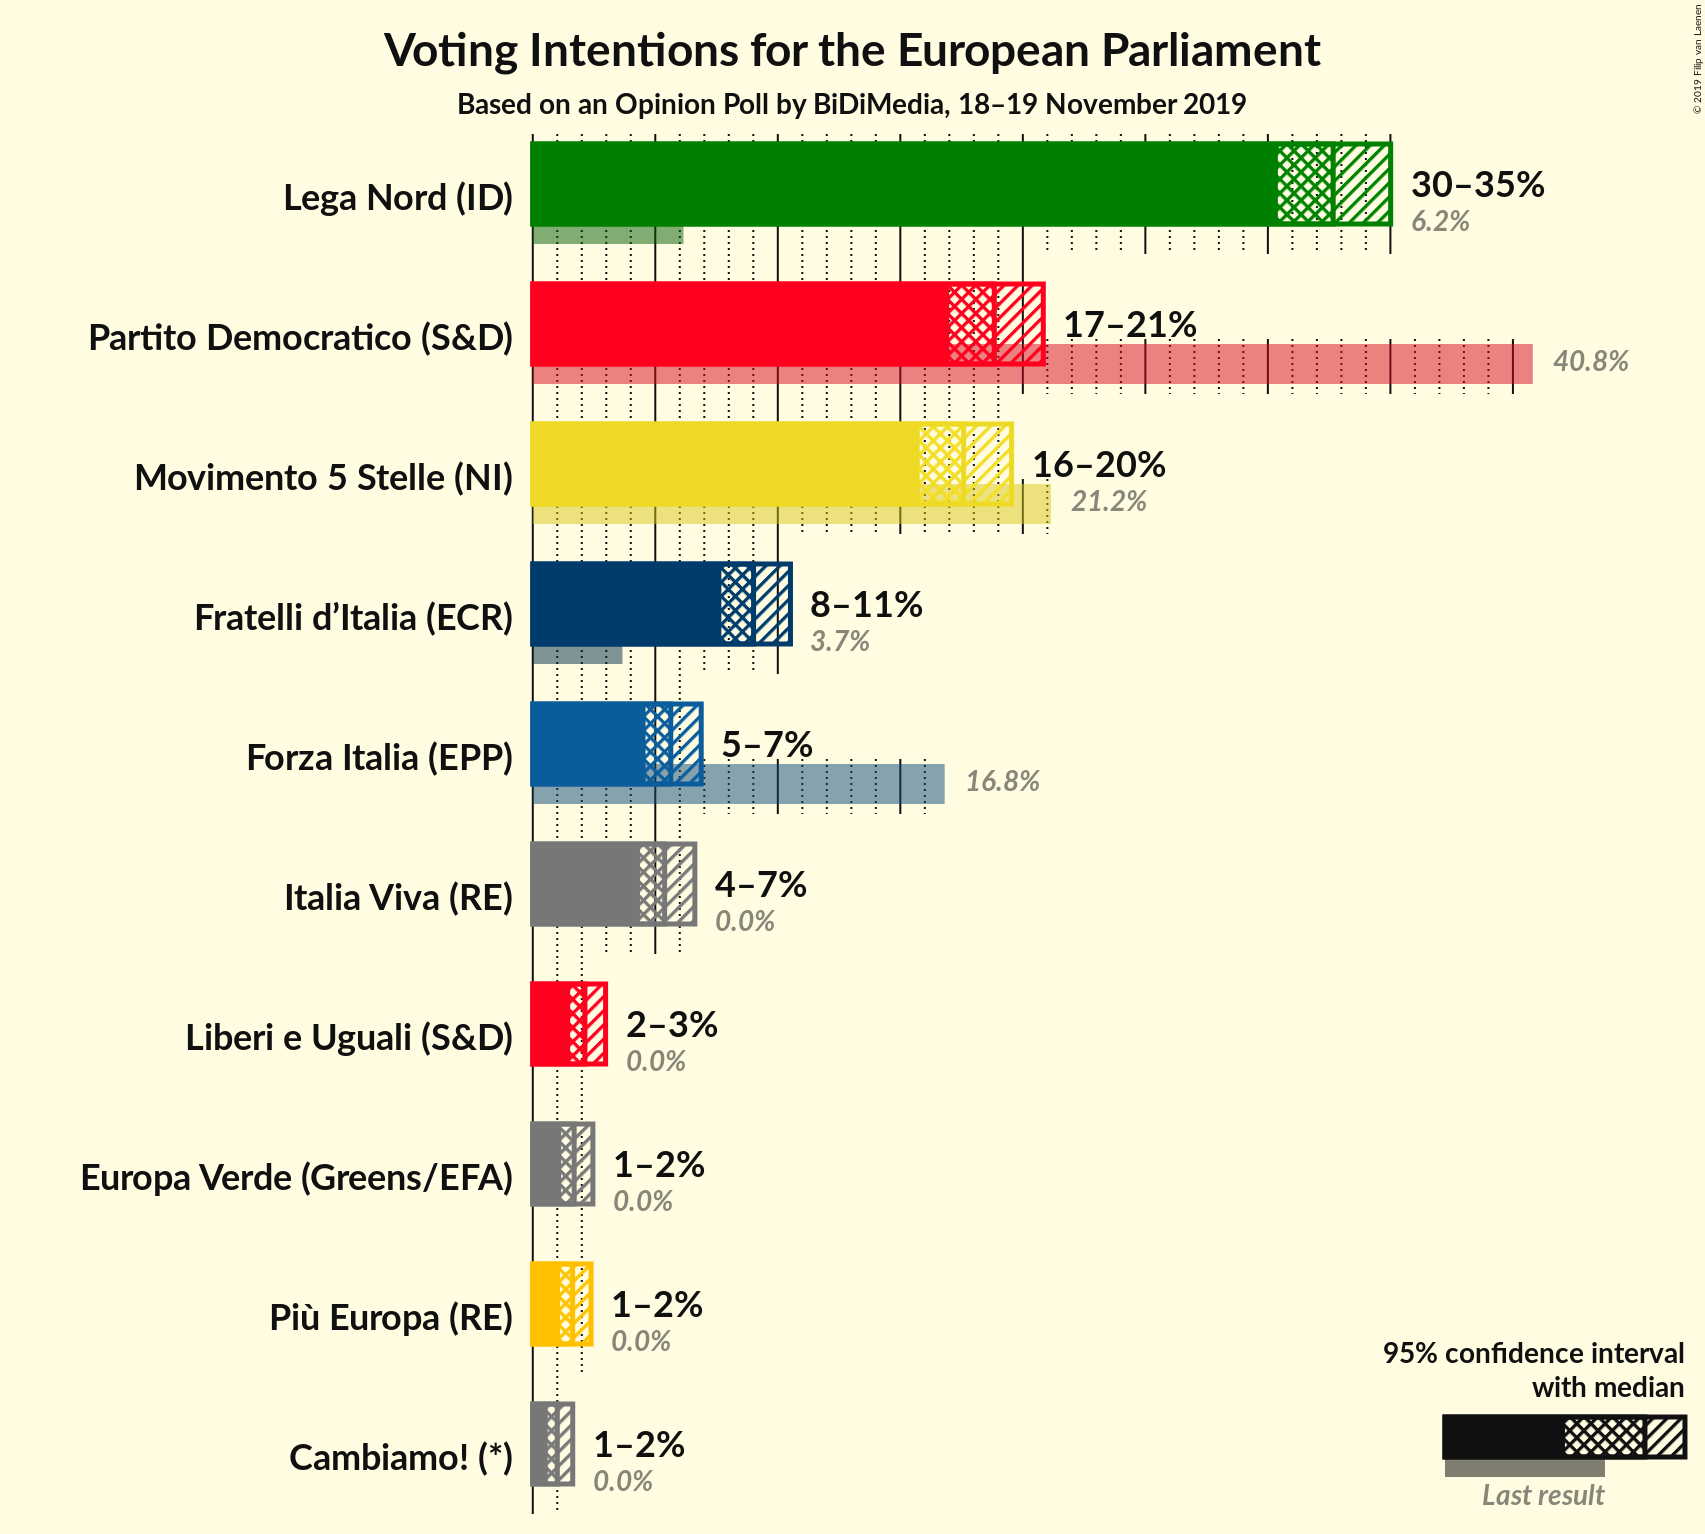 Voting Intentions for the European Parliament
Based on an Opinion Poll by BiDiMedia, 18–19 November 2019
© 2019 Filip van Laenen
Lega Nord (ID)
30–35%
6.2%
Partito Democratico (S&D)
17–21%
40.8%
Movimento 5 Stelle (NI)
16–20%
21.2%
Fratelli d’Italia (ECR)
8–11%
3.7%
Forza Italia (EPP)
5–7%
16.8%
Italia Viva (RE)
4–7%
0.0%
Liberi e Uguali (S&D)
2–3%
0.0%
Europa Verde (Greens/EFA)
1–2%
0.0%
Più Europa (RE)
1–2%
0.0%
Cambiamo! (*)
1–2%
0.0%
95% confidence interval
with median
Last result